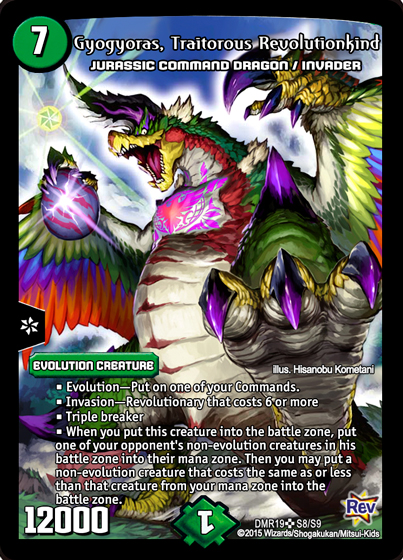 7
Gyogyoras, Traitorous Revolutionkind
JURASSIC COMMAND DRAGON / INVADER
EVOLUTION CREATURE
illus. Hisanobu Kometani
▪ Evolution—Put on one of your Commands.
▪ Invasion—Revolutionary that costs 6 or more
▪ Triple breaker
▪ When you put this creature into the battle zone, put
one of your opponent's non-evolution creatures in his
battle zone into their mana zone. Then you may put a
non-evolution creature that costs the same as or less
than that creature from your mana zone into the
battle zone.
Rev
12000
1
DMR19 S8/S9
©2015 Wizards/Shogakukan/Mitsui-Kids